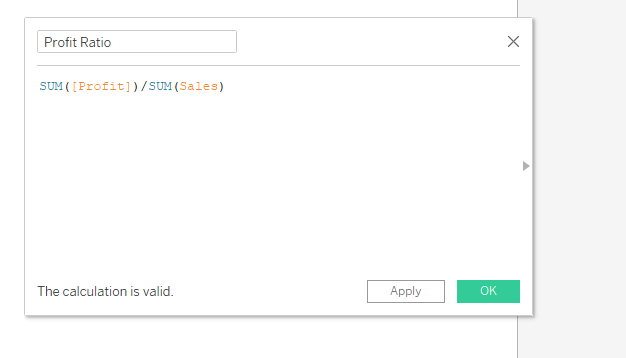 Profit Ratio
SUM([Profit])/SUM(Sales)
The calculation is valid.
Apply
OK